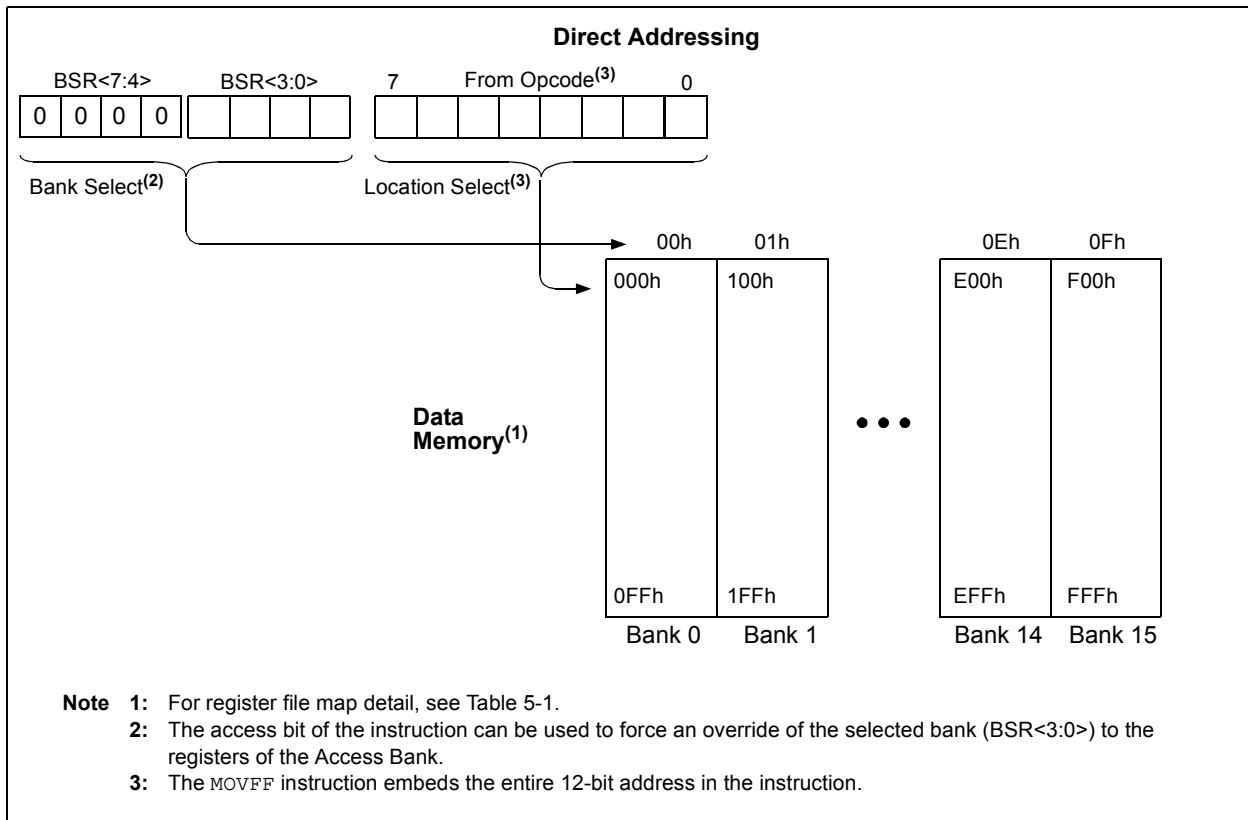 Direct Addressing
BSR<7:4> BSR<3:0> 7 From Opcode(3) 0
0 0 0 0
Bank Select(2) Location Select(3)
00h 01h 0Eh 0Fh
000h 100h E00h F00h
Data
Memory(1)
0FFh 1FFh EFFh FFFh
Bank 0 Bank 1 Bank 14 Bank 15
Note 1: For register file map detail, see Table 5-1.
2: The access bit of the instruction can be used to force an override of the selected bank (BSR<3:0>) to the
registers of the Access Bank.
3: The MOVFF instruction embeds the entire 12-bit address in the instruction.